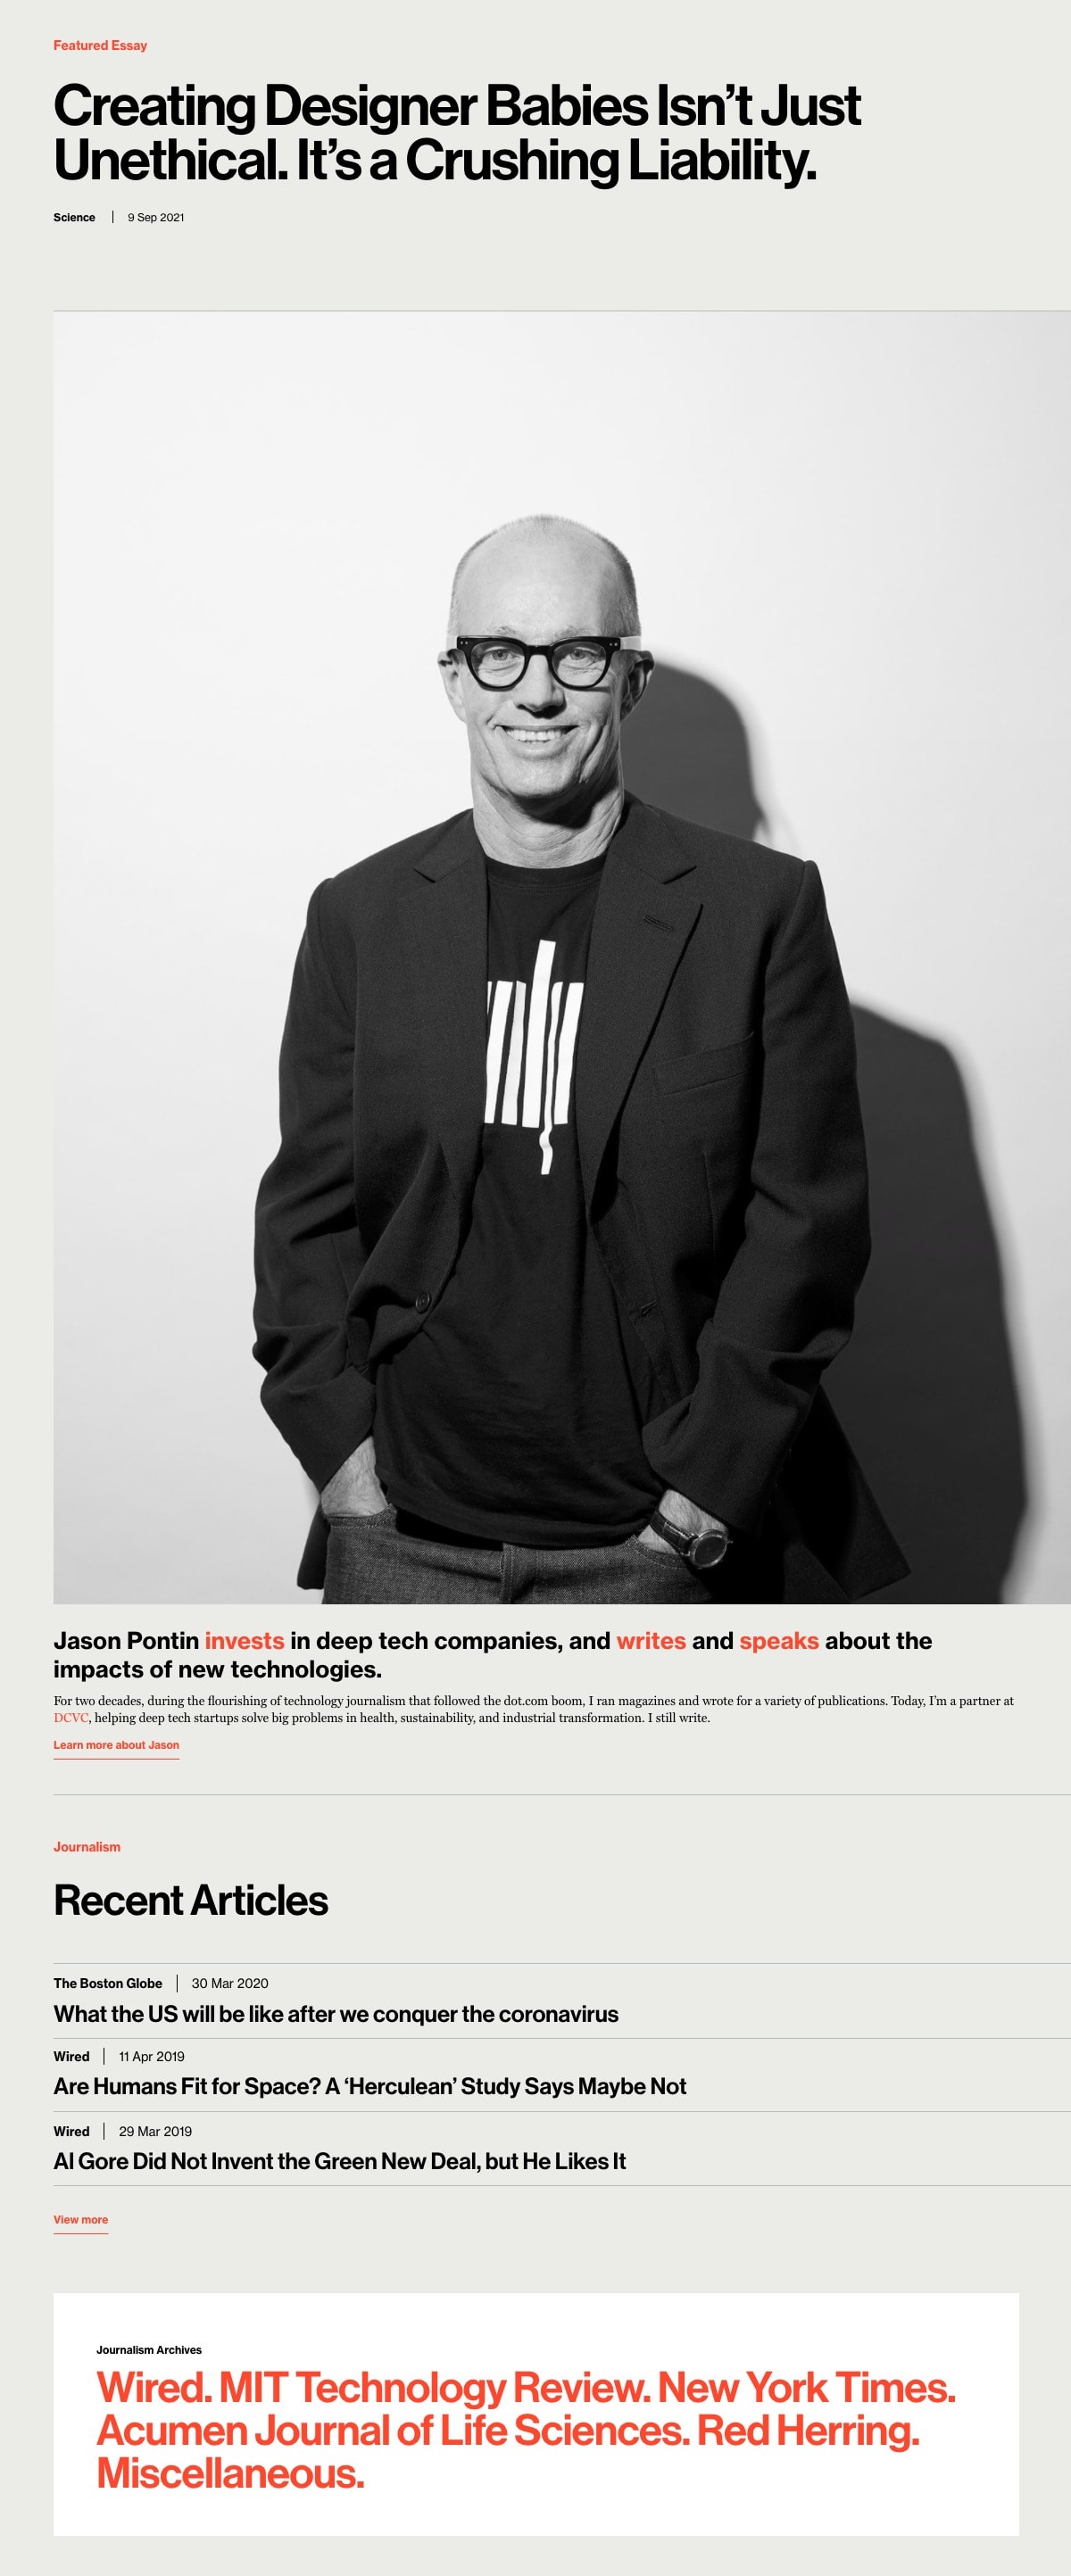 Featured Essay
Creating Designer Babies Isn’t Just
Unethical. It’s a Crushing Liability.
Science | 9 Sep 2021
Jason Pontin invests in deep tech companies, and writes and speaks about the
impacts of new technologies.
For two decades, during the flourishing of technology journalism that followed the dot.com boom, I ran magazines and wrote for a variety of publications. Today, I’m a partner at
DCVC, helping deep tech startups solve big problems in health, sustainability, and industrial transformation. I still write.
Learn more about Jason
Journalism
Recent Articles
The Boston Globe | 30 Mar 2020
What the US will be like after we conquer the coronavirus
Wired | 11 Apr 2019
Are Humans Fit for Space? A ‘Herculean’ Study Says Maybe Not
Wired | 29 Mar 2019
Al Gore Did Not Invent the Green New Deal, but He Likes It
View more
Journalism Archives
Wired. MIT Technology Review. New York Times.
Acumen Journal of Life Sciences. Red Herring.
Miscellaneous.